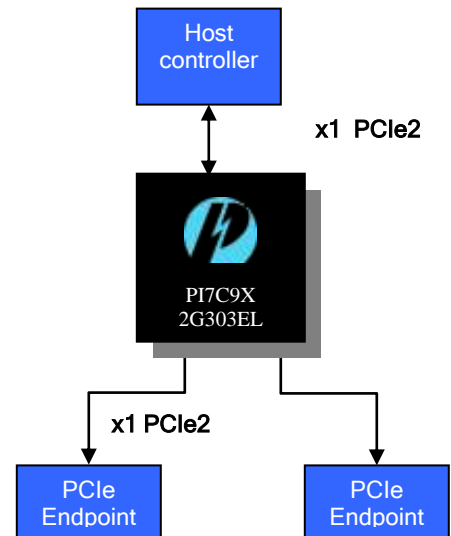 Host
controller
x1 PCIe2
PI7C9X
2G303EL
x1 PCIe2
PCIe
Endpoint
PCIe
Endpoint